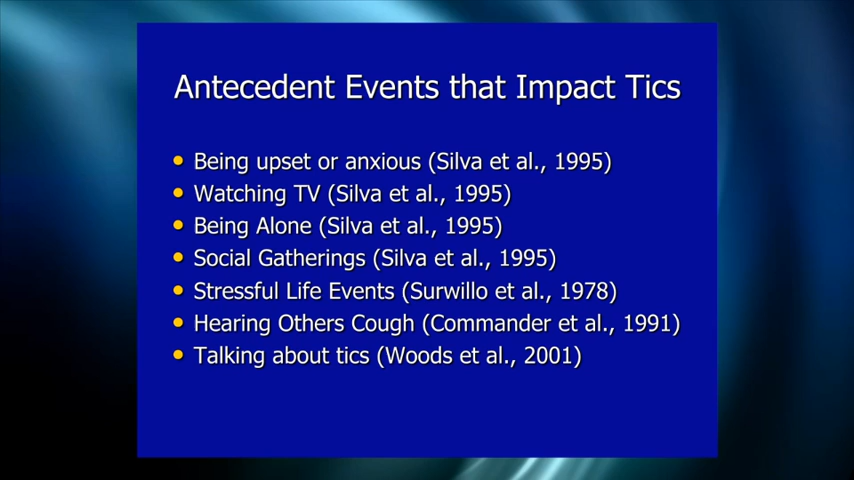 Antecedent Events that Impact Tics
• Being upset or anxious (Silva et al., 1995)
• Watching TV (Silva et al., 1995)
• Being Alone (Silva et al., 1995)
• Social Gatherings (Silva et al., 1995)
• Stressful Life Events (Surwillo et al., 1978)
• Hearing Others Cough (Commander et al., 1991)
• Talking about tics (Woods et al., 2001)